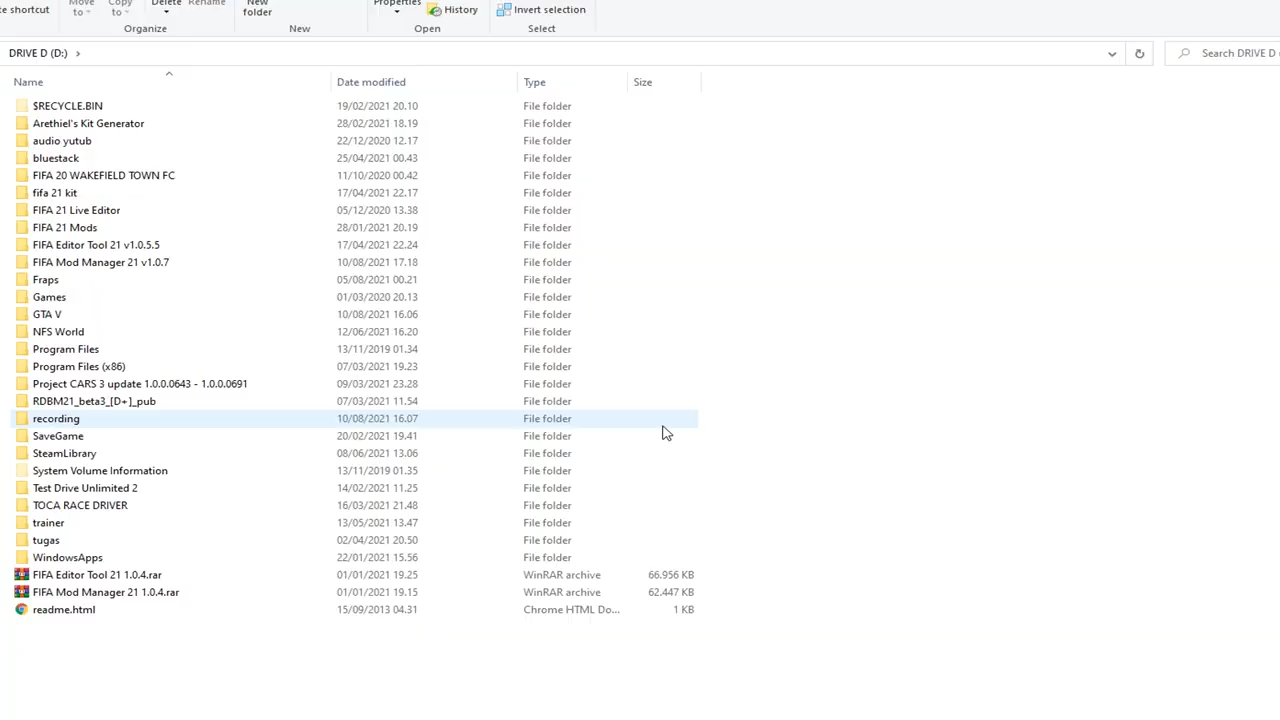 te shortcut Move to Copy to Delete Rename New folder Properties History Invert selection
Organize New Open Select
DRIVE D (D:) Search DRIVE D
Name Date modified Type Size
$RECYCLE.BIN 19/02/2021 20.10 File folder
Arethiel's Kit Generator 28/02/2021 18.19 File folder
audio yutub 22/12/2020 12.17 File folder
bluestack 25/04/2021 00.43 File folder
FIFA 20 WAKEFIELD TOWN FC 11/10/2020 00.42 File folder
fifa 21 kit 17/04/2021 22.17 File folder
FIFA 21 Live Editor 05/12/2020 13.38 File folder
FIFA 21 Mods 28/01/2021 20.19 File folder
FIFA Editor Tool 21 v1.0.5.5 17/04/2021 22.24 File folder
FIFA Mod Manager 21 v1.0.7 10/08/2021 17.18 File folder
Fraps 05/08/2021 00.21 File folder
Games 01/03/2020 20.13 File folder
GTA V 10/08/2021 16.06 File folder
NFS World 12/06/2021 16.20 File folder
Program Files 13/11/2019 01.34 File folder
Program Files (x86) 07/03/2021 19.23 File folder
Project CARS 3 update 1.0.0.0643 - 1.0.0.0691 09/03/2021 23.28 File folder
RDBM21_beta3_[D+]_pub 07/03/2021 11.54 File folder
recording 10/08/2021 16.07 File folder
SaveGame 20/02/2021 19.41 File folder
SteamLibrary 08/06/2021 13.06 File folder
System Volume Information 13/11/2019 01.35 File folder
Test Drive Unlimited 2 14/02/2021 11.25 File folder
TOCA RACE DRIVER 16/03/2021 21.48 File folder
trainer 13/05/2021 13.47 File folder
tugas 02/04/2021 20.50 File folder
WindowsApps 22/01/2021 15.56 File folder
FIFA Editor Tool 21 1.0.4.rar 01/01/2021 19.25 WinRAR archive 66.956 KB
FIFA Mod Manager 21 1.0.4.rar 01/01/2021 19.15 WinRAR archive 62.447 KB
readme.html 15/09/2013 04.31 Chrome HTML Do... 1 KB